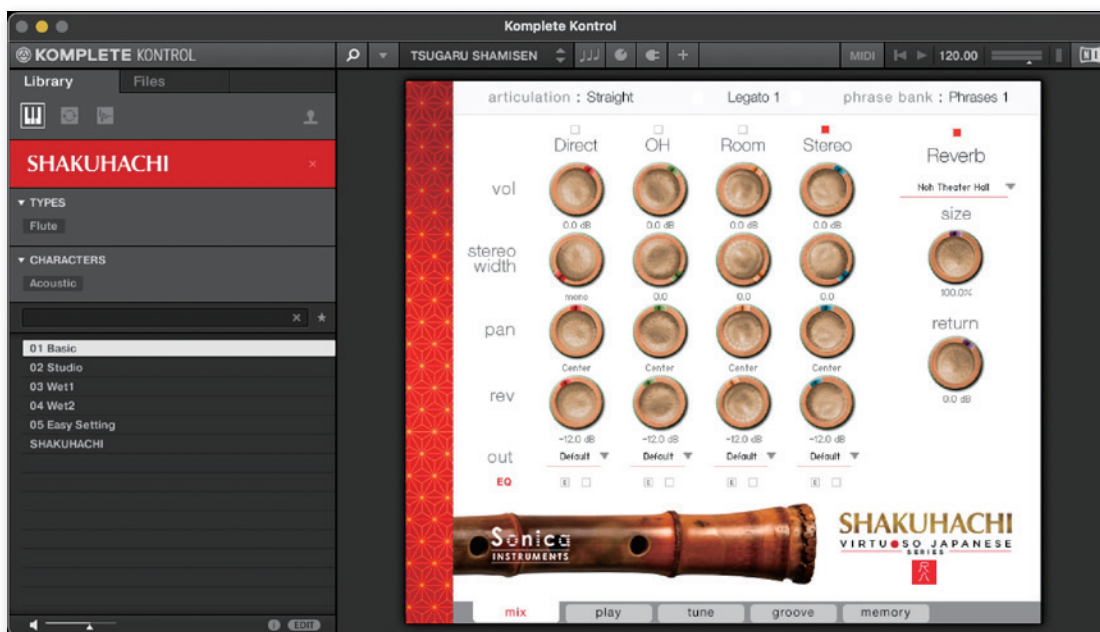 Komplete Kontrol
KOMPLETE KONTROL
TSUGARU SHAMISEN
MIDI
120.00
Library
Files
SHAKUHACHI
TYPES
Flute
CHARACTERS
Acoustic
01 Basic
02 Studio
03 Wet1
04 Wet2
05 Easy Setting
SHAKUHACHI
EDIT
articulation : Straight
Legato 1
phrase bank : Phrases 1
Direct OH Room Stereo
Reverb
Noh Theater Hall
vol
0.0 dB 0.0 dB 0.0 dB 0.0 dB
size
100.0%
stereo
width
mono 0.0 0.0 0.0
pan
Center Center Center Center
return
0.0 dB
rev
-12.0 dB -12.0 dB -12.0 dB -12.0 dB
out
Default Default Default Default
EQ
E E E E
Sonica
INSTRUMENTS
SHAKUHACHI
VIRTUOSO JAPANESE
SERIES
尺八
mix
play
tune
groove
memory